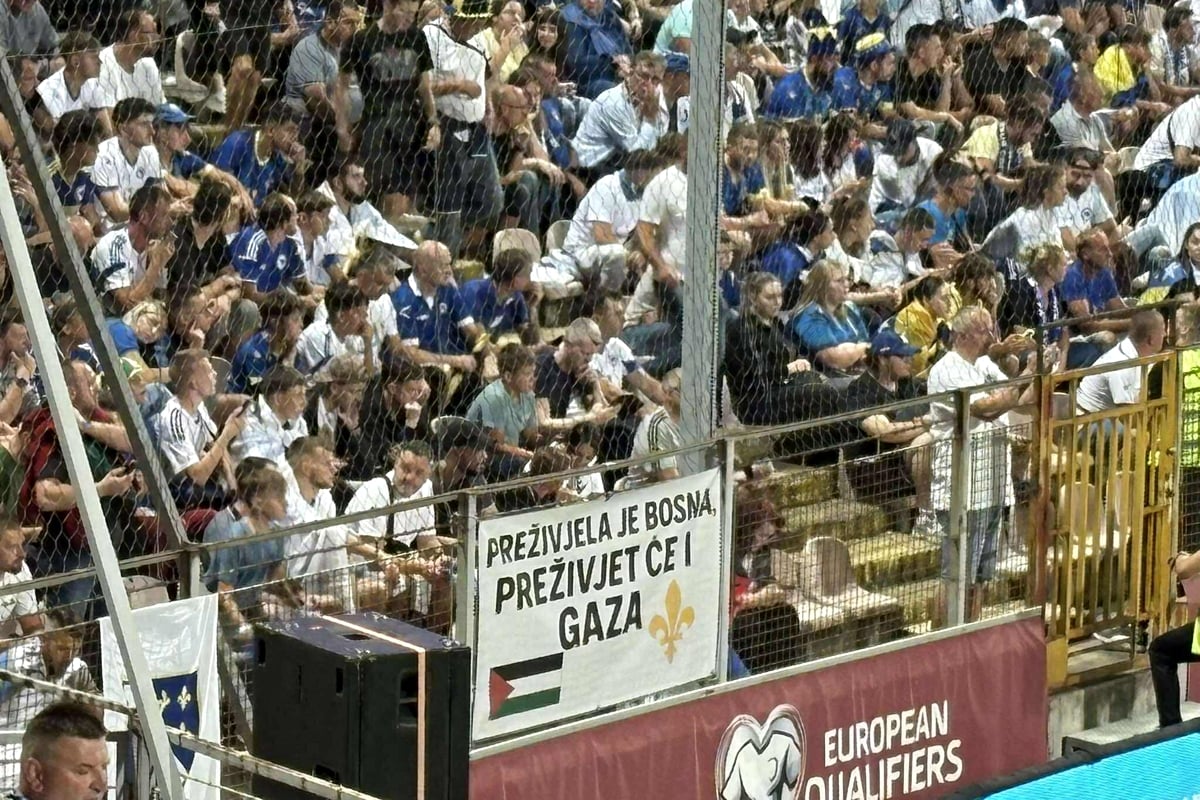 PREŽIVJELA JE BOSNA,
PREŽIVJET ĆE I
GAZA
EUROPEAN
QUALIFIERS